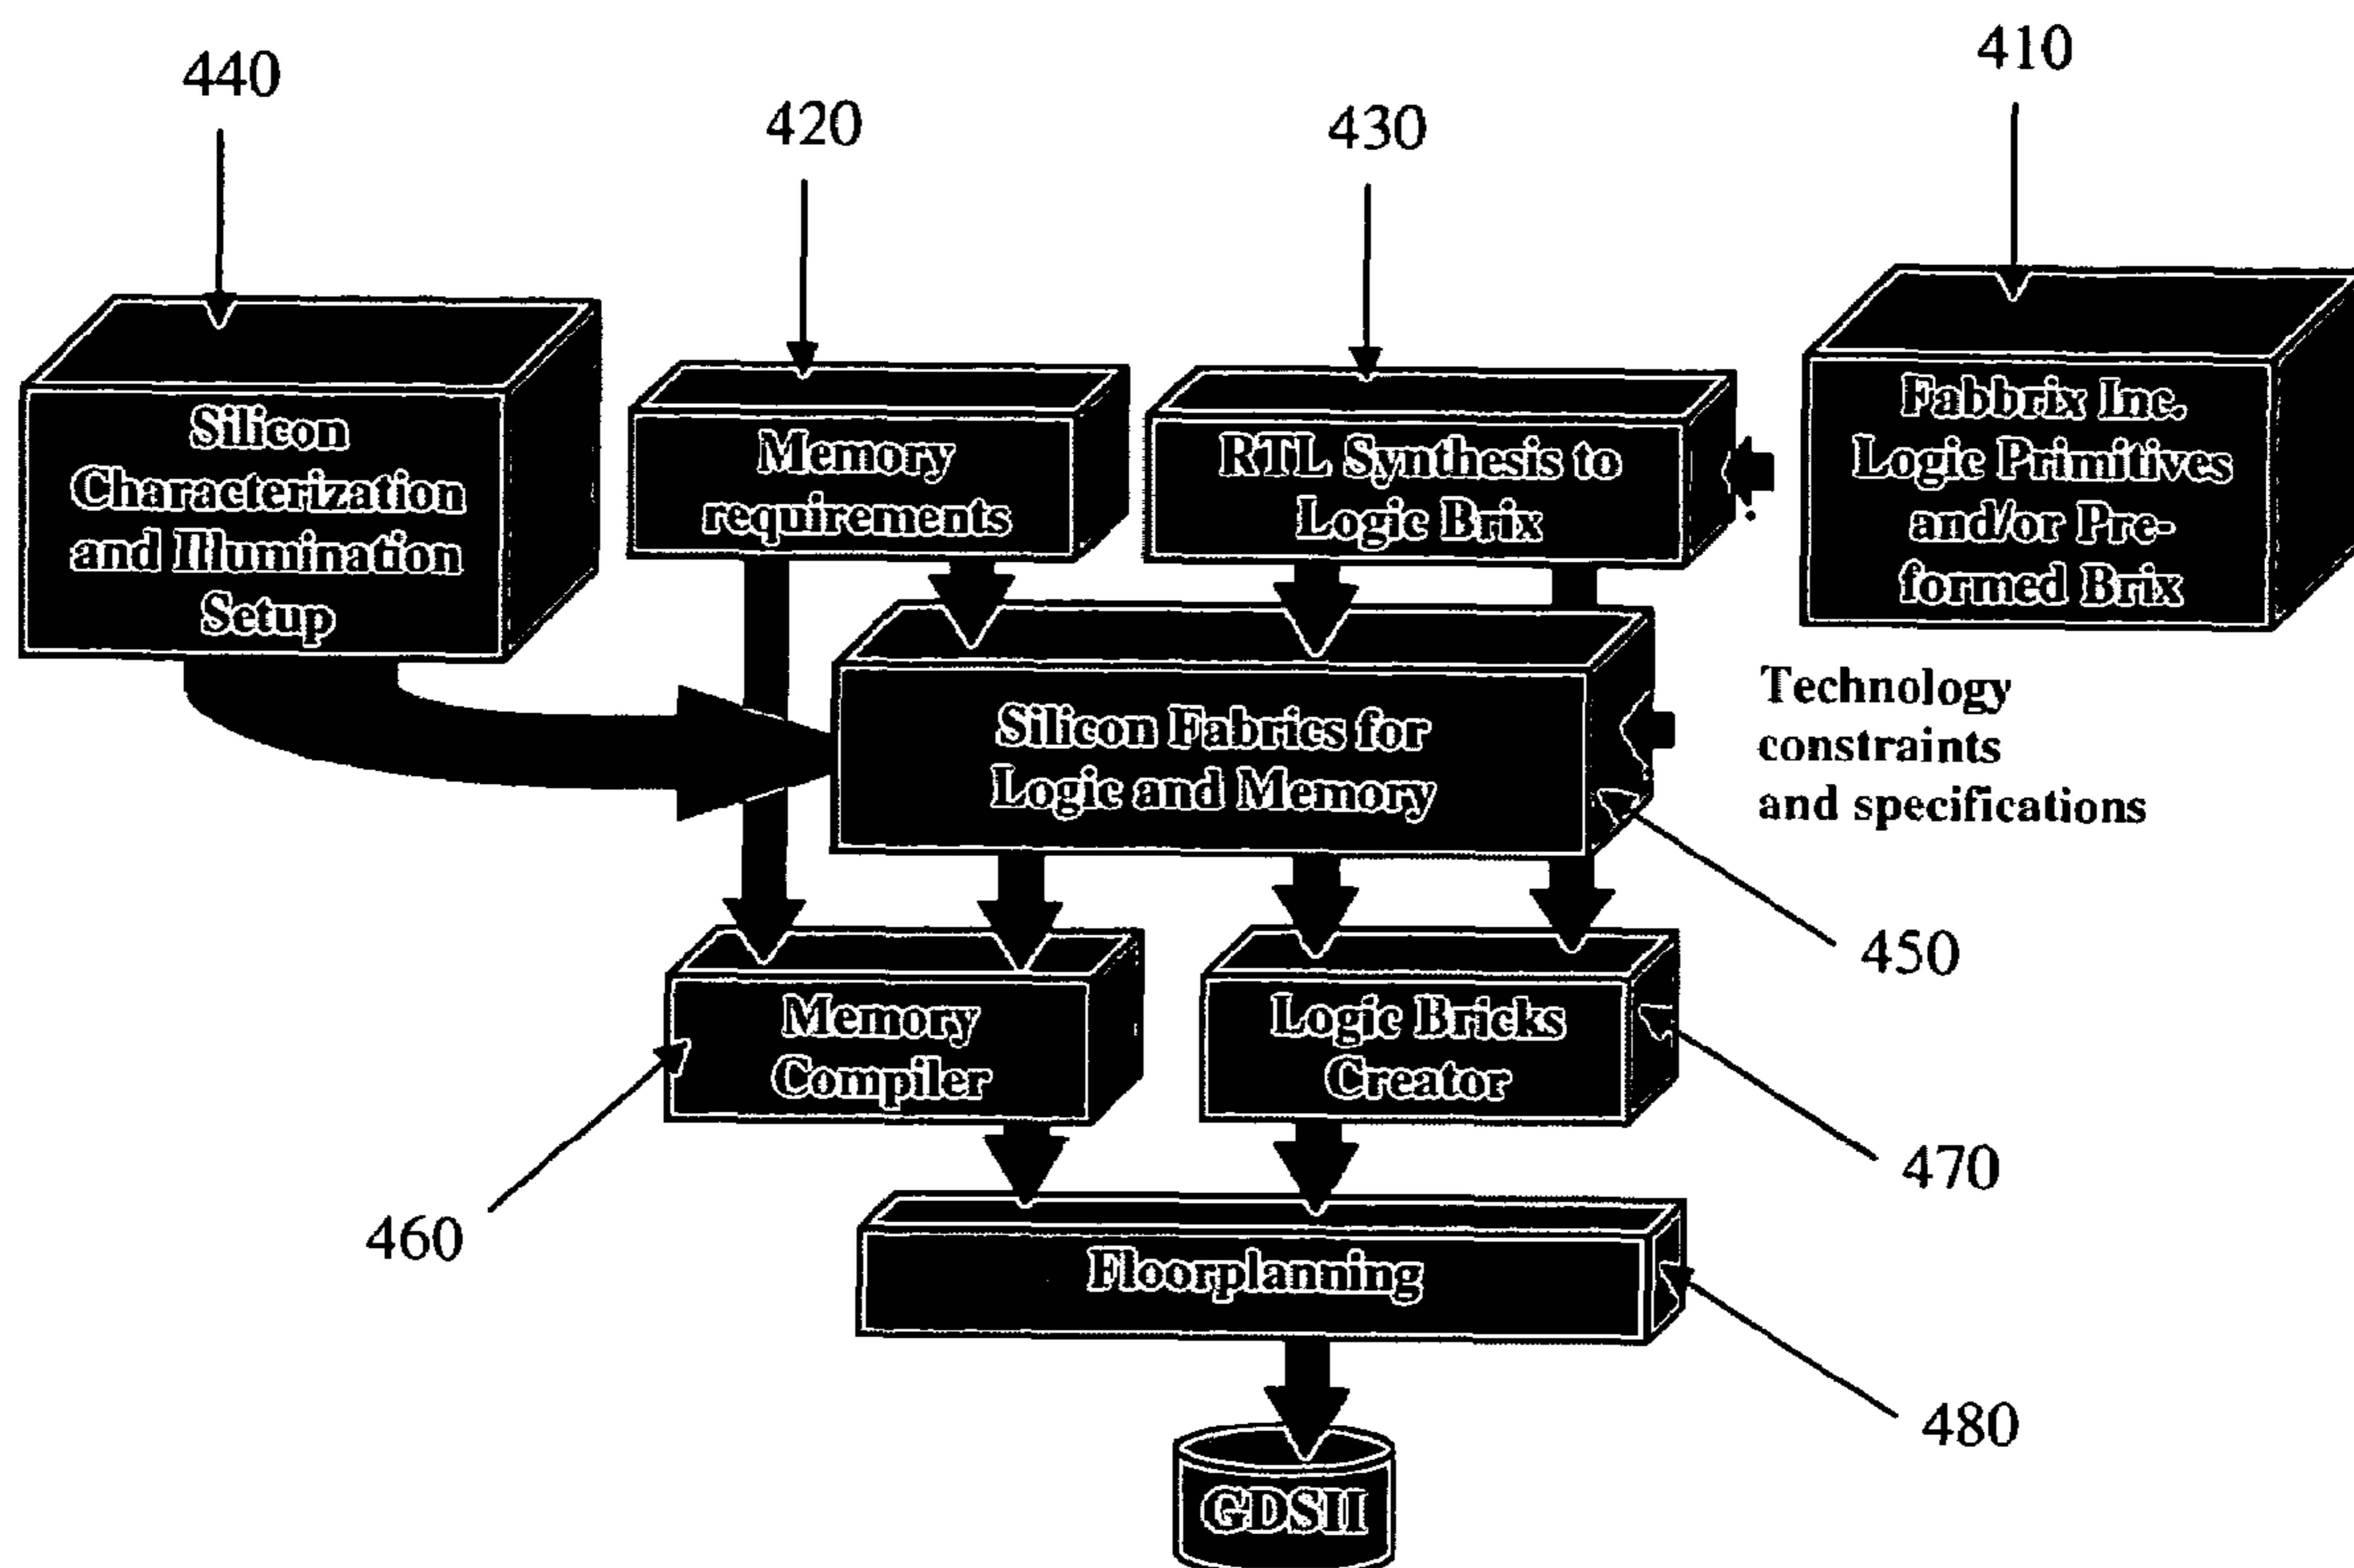 440
420
430
410
Silicon
Characterization
and Illumination
Setup
Memory
requirements
RTL Synthesis to
Logic Brix
Fabbrix Inc.
Logic Primitives
and/or Pre-
formed Brix
Silicon Fabrics for
Logic and Memory
Technology
constraints
and specifications
450
Memory
Compiler
Logic Bricks
Creator
460
470
Floorplanning
480
GDSII